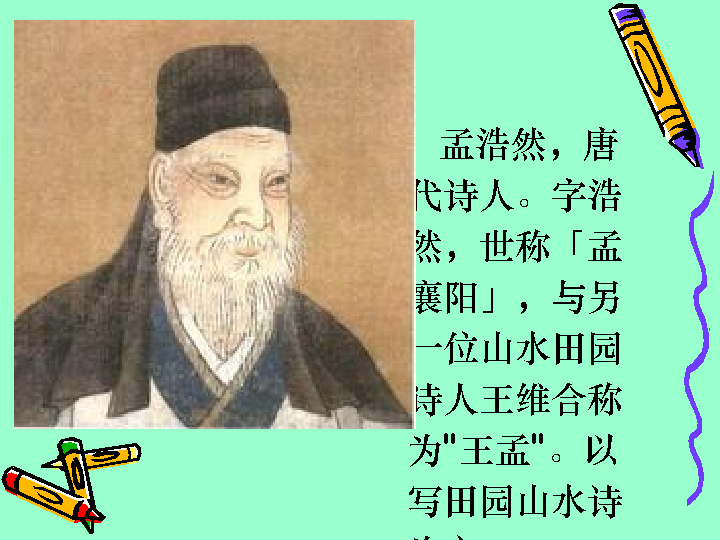 孟浩然，唐
代诗人。字浩
然，世称「孟
襄阳」，与另
一位山水田园
诗人王维合称
为"王孟"。以
写田园山水诗